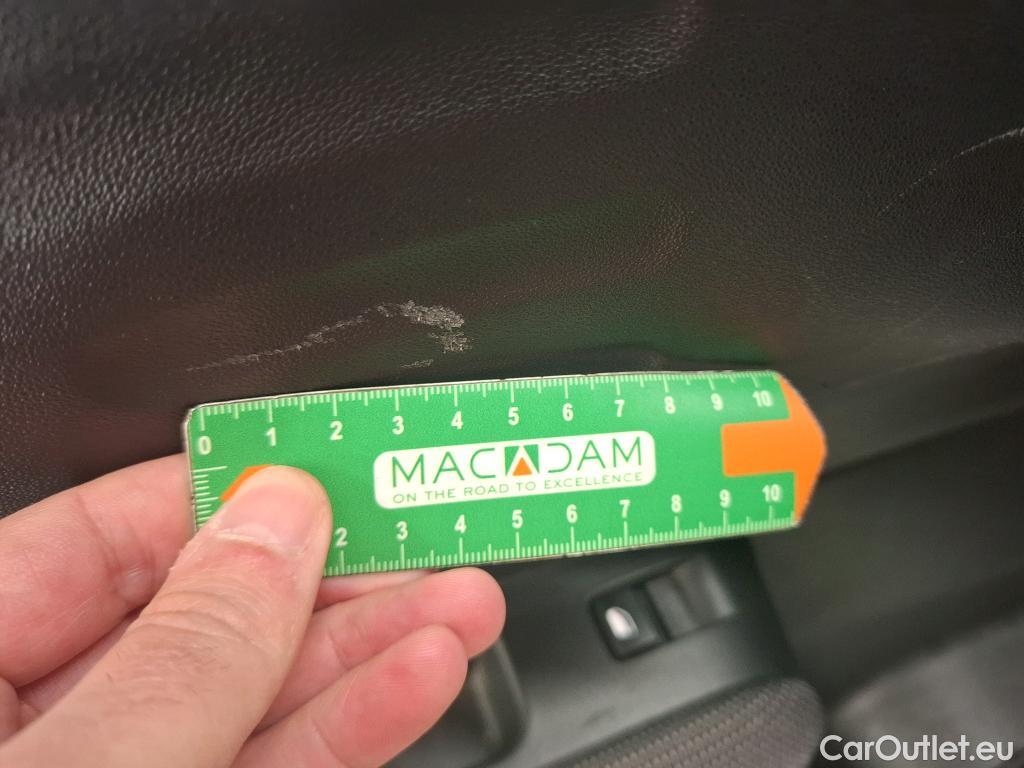 0 1 2 3 4 5 6 7 8 9 10
MACADAM
ON THE ROAD TO EXCELLENCE
2 3 4 5 6 7 8 9 10
CarOutlet.eu